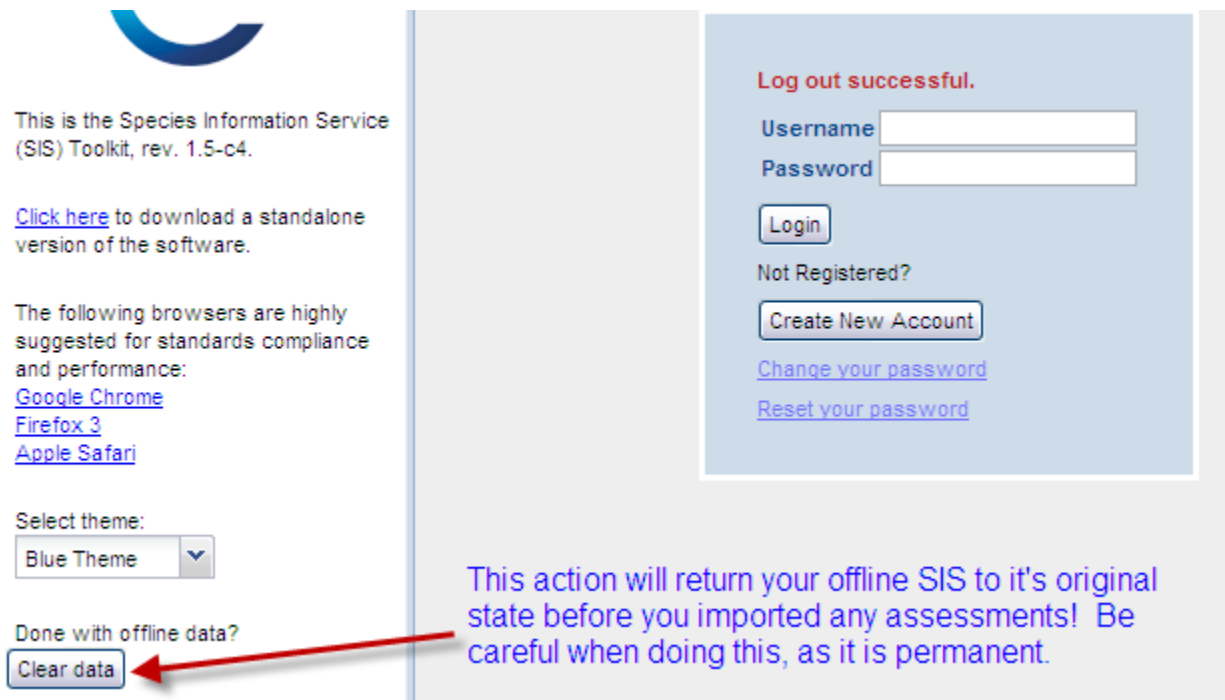 This is the Species Information Service
(SIS) Toolkit, rev. 1.5-c4.
Click here to download a standalone
version of the software.
The following browsers are highly
suggested for standards compliance
and performance:
Google Chrome
Firefox 3
Apple Safari
Select theme:
Blue Theme
Done with offline data?
Clear data
Log out successful.
Username
Password
Login
Not Registered?
Create New Account
Change your password
Reset your password
This action will return your offline SIS to it's original
state before you imported any assessments!  Be
careful when doing this, as it is permanent.